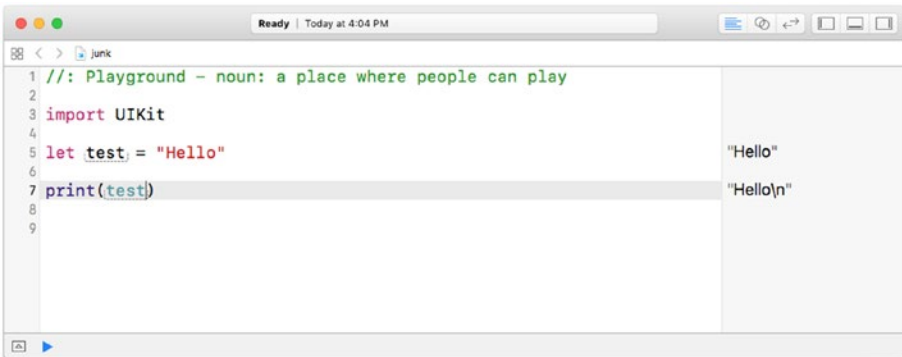 Ready | Today at 4:04 PM
junk
1 //: Playground – noun: a place where people can play
2
3 import UIKit
4
5 let test = "Hello"
"Hello"
6
7 print(test)
"Hello\n"
8
9